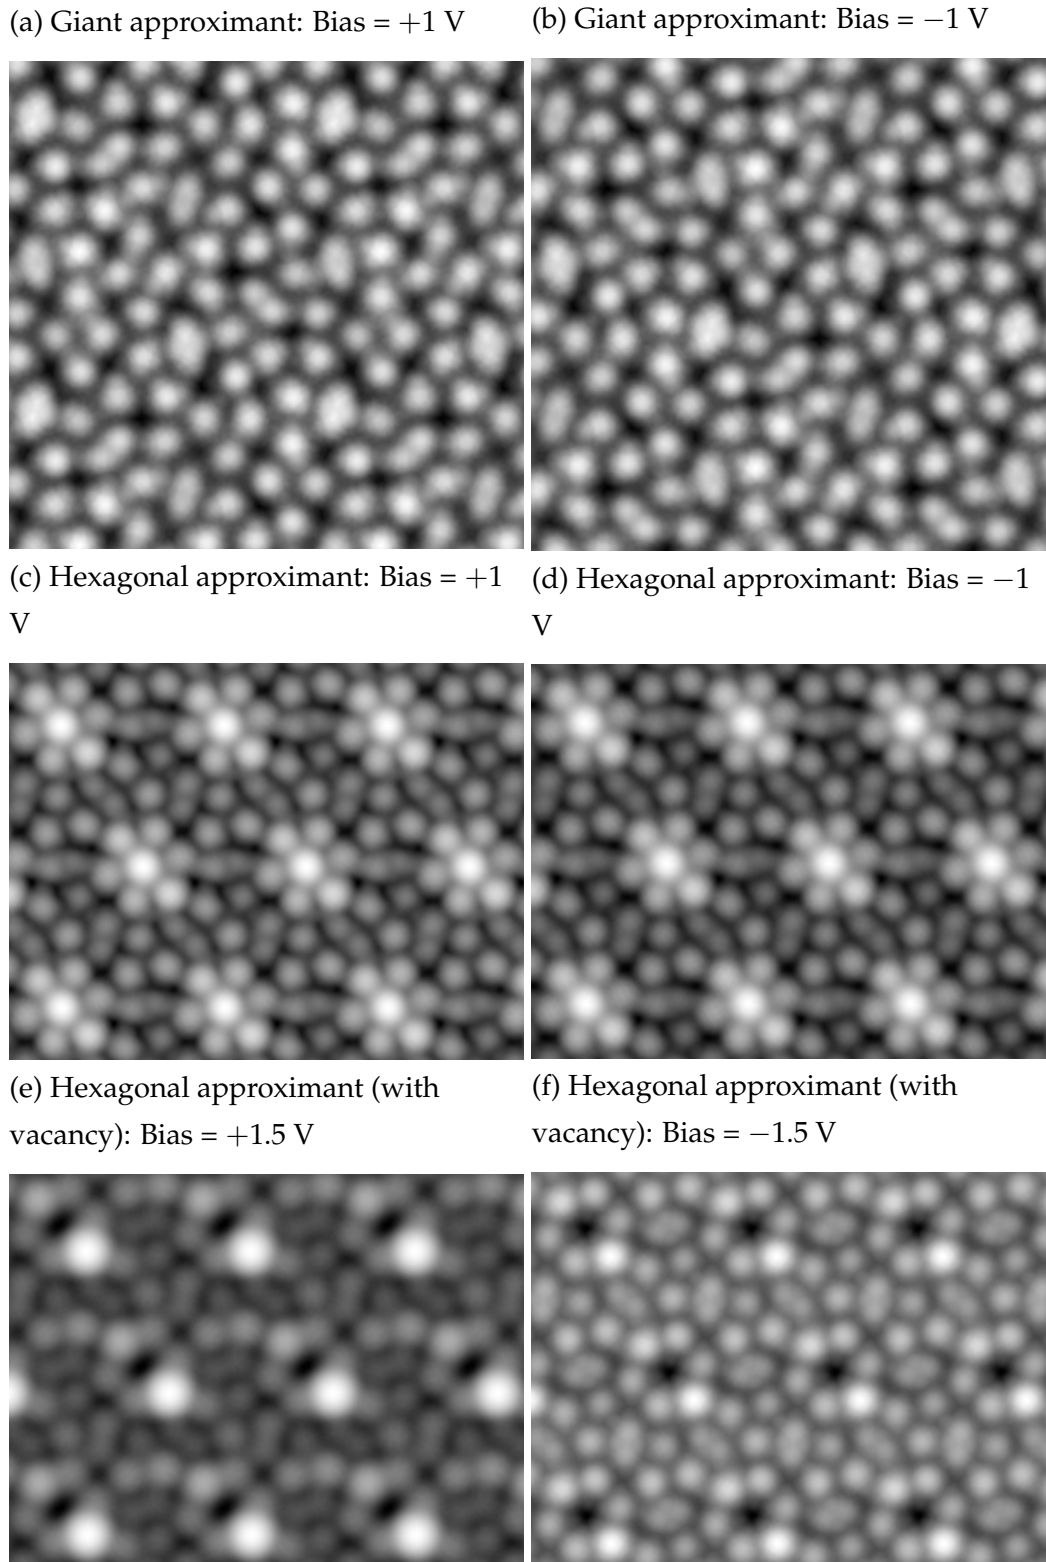 (a) Giant approximant: Bias = +1 V
(b) Giant approximant: Bias = −1 V
(c) Hexagonal approximant: Bias = +1
V
(d) Hexagonal approximant: Bias = −1
V
(e) Hexagonal approximant (with
vacancy): Bias = +1.5 V
(f) Hexagonal approximant (with
vacancy): Bias = −1.5 V